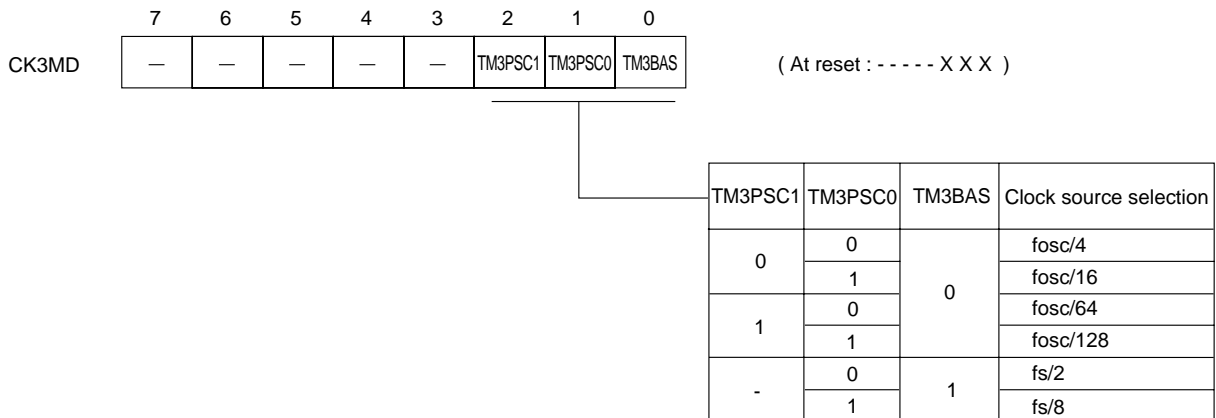 7 6 5 4 3 2 1 0
CK3MD — — — — — TM3PSC1 TM3PSC0 TM3BAS ( At reset : - - - - - X X X )
TM3PSC1 TM3PSC0 TM3BAS Clock source selection
0 0 0 fosc/4
1 fosc/16
1 0 fosc/64
1 fosc/128
- 0 1 fs/2
1 fs/8